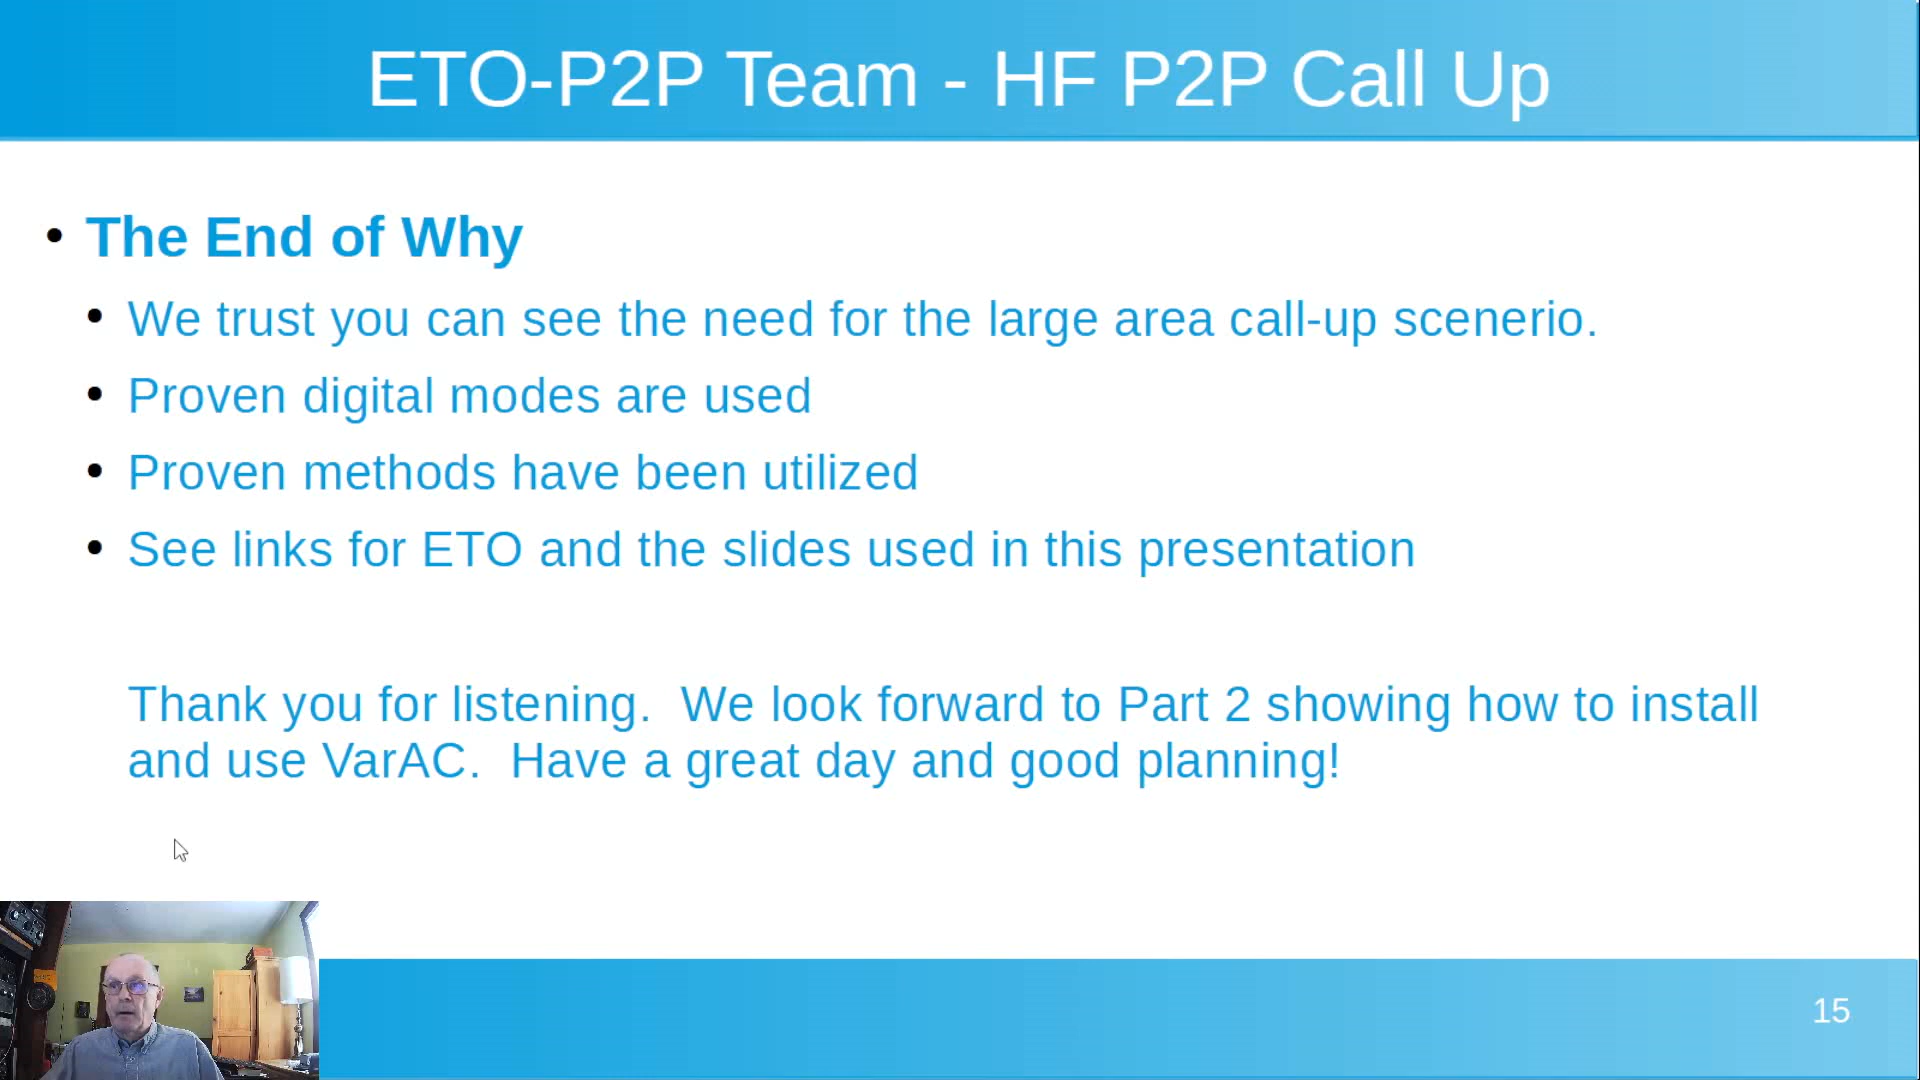 ETO-P2P Team - HF P2P Call Up
• The End of Why
• We trust you can see the need for the large area call-up scenerio.
• Proven digital modes are used
• Proven methods have been utilized
• See links for ETO and the slides used in this presentation
Thank you for listening.  We look forward to Part 2 showing how to install
and use VarAC.  Have a great day and good planning!
15